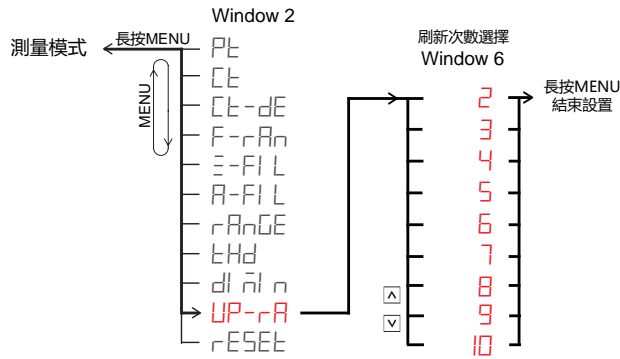 Window 2
測量模式
長按MENU
MENU
Pt
Ct
Ct-dE
F-rAn
Ξ-FIL
A-FIL
rAnGE
tHd
dI n̄In
UP-rA
rESEt
刷新次數選擇
Window 6
2
3
4
5
6
7
8
9
10
長按MENU
結束設置